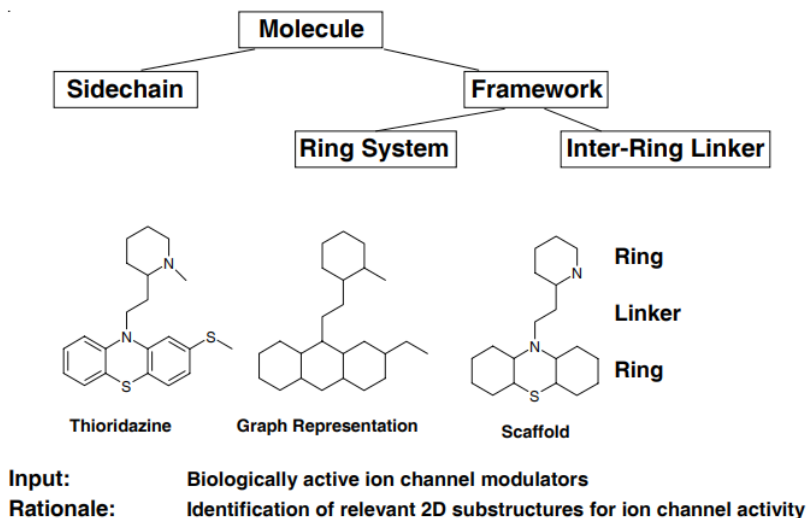 Molecule
Sidechain
Framework
Ring System
Inter-Ring Linker
N
N
S
S
Thioridazine
Graph Representation
N
N
S
Scaffold
Ring
Linker
Ring
Input: Biologically active ion channel modulators
Rationale: Identification of relevant 2D substructures for ion channel activity